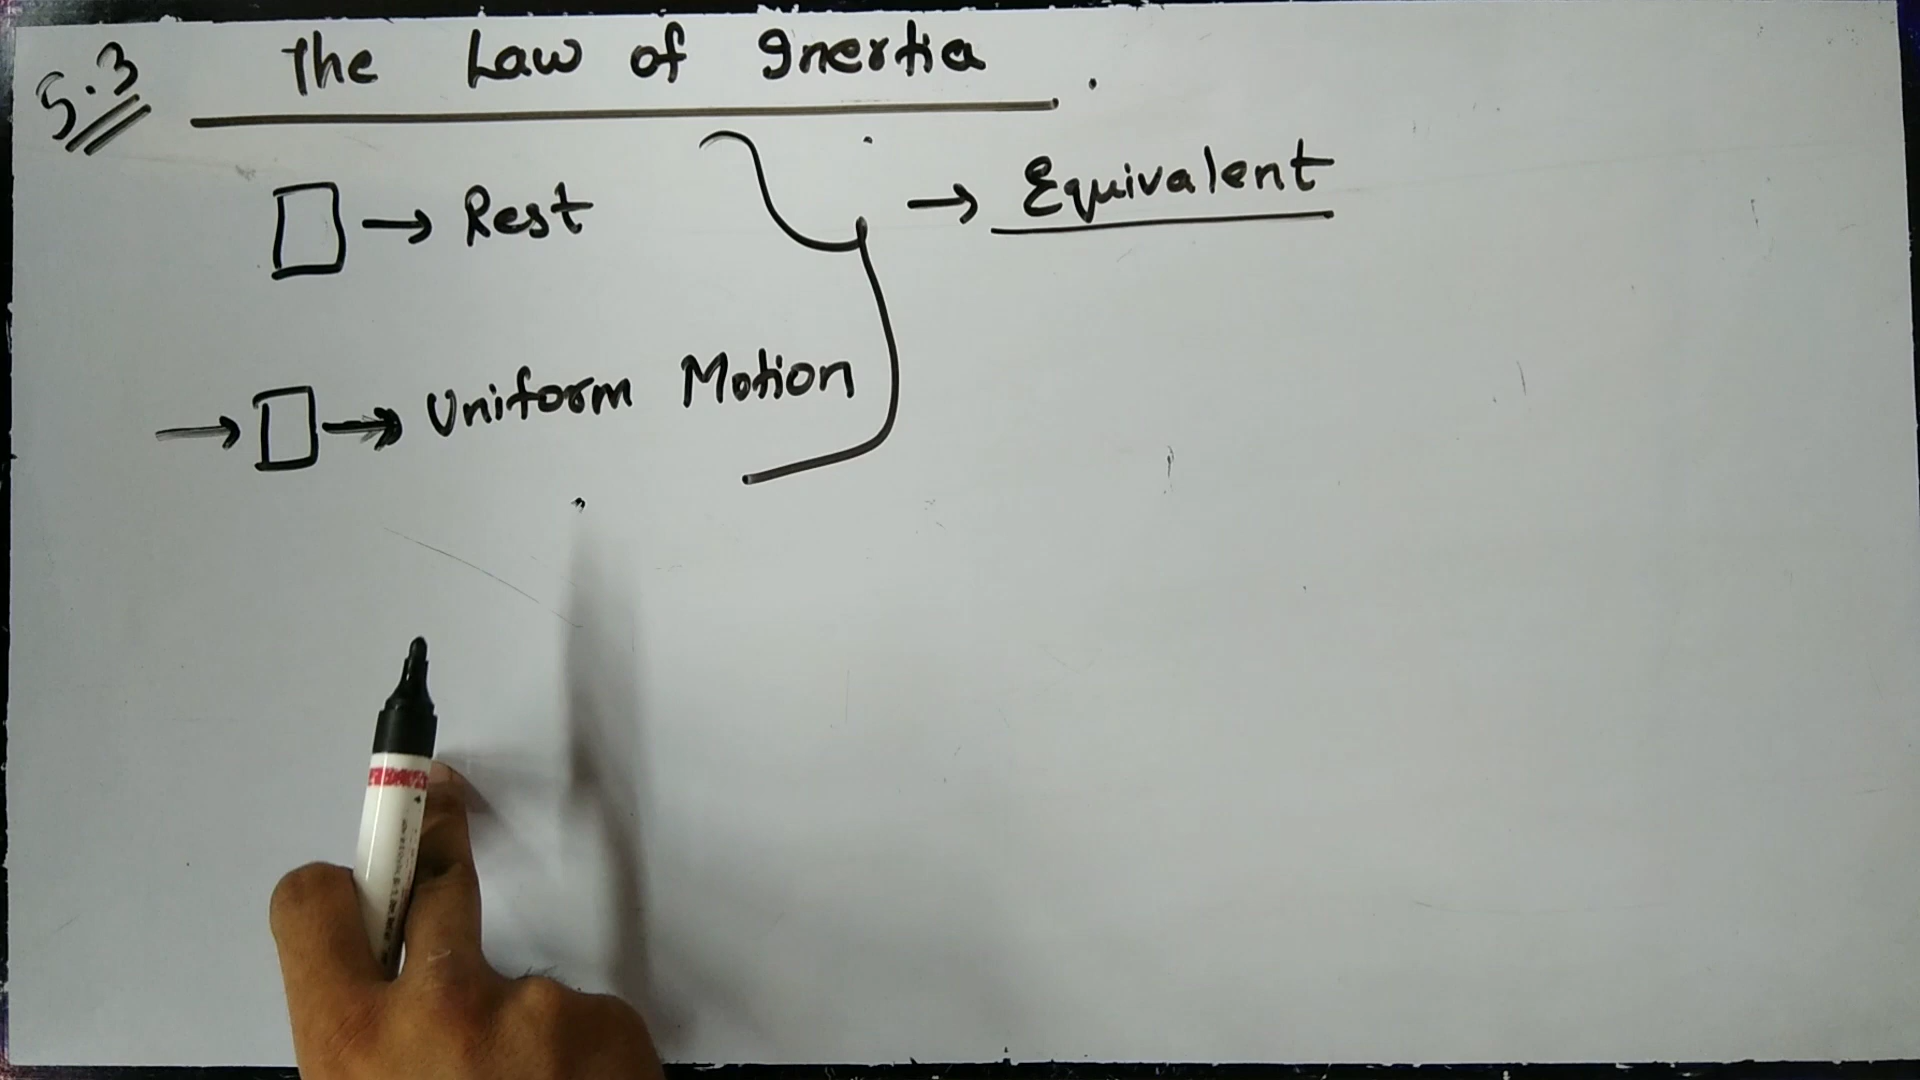 5.3 The Law of Inertia.
→ Rest
→ Equivalent
→ → Uniform Motion